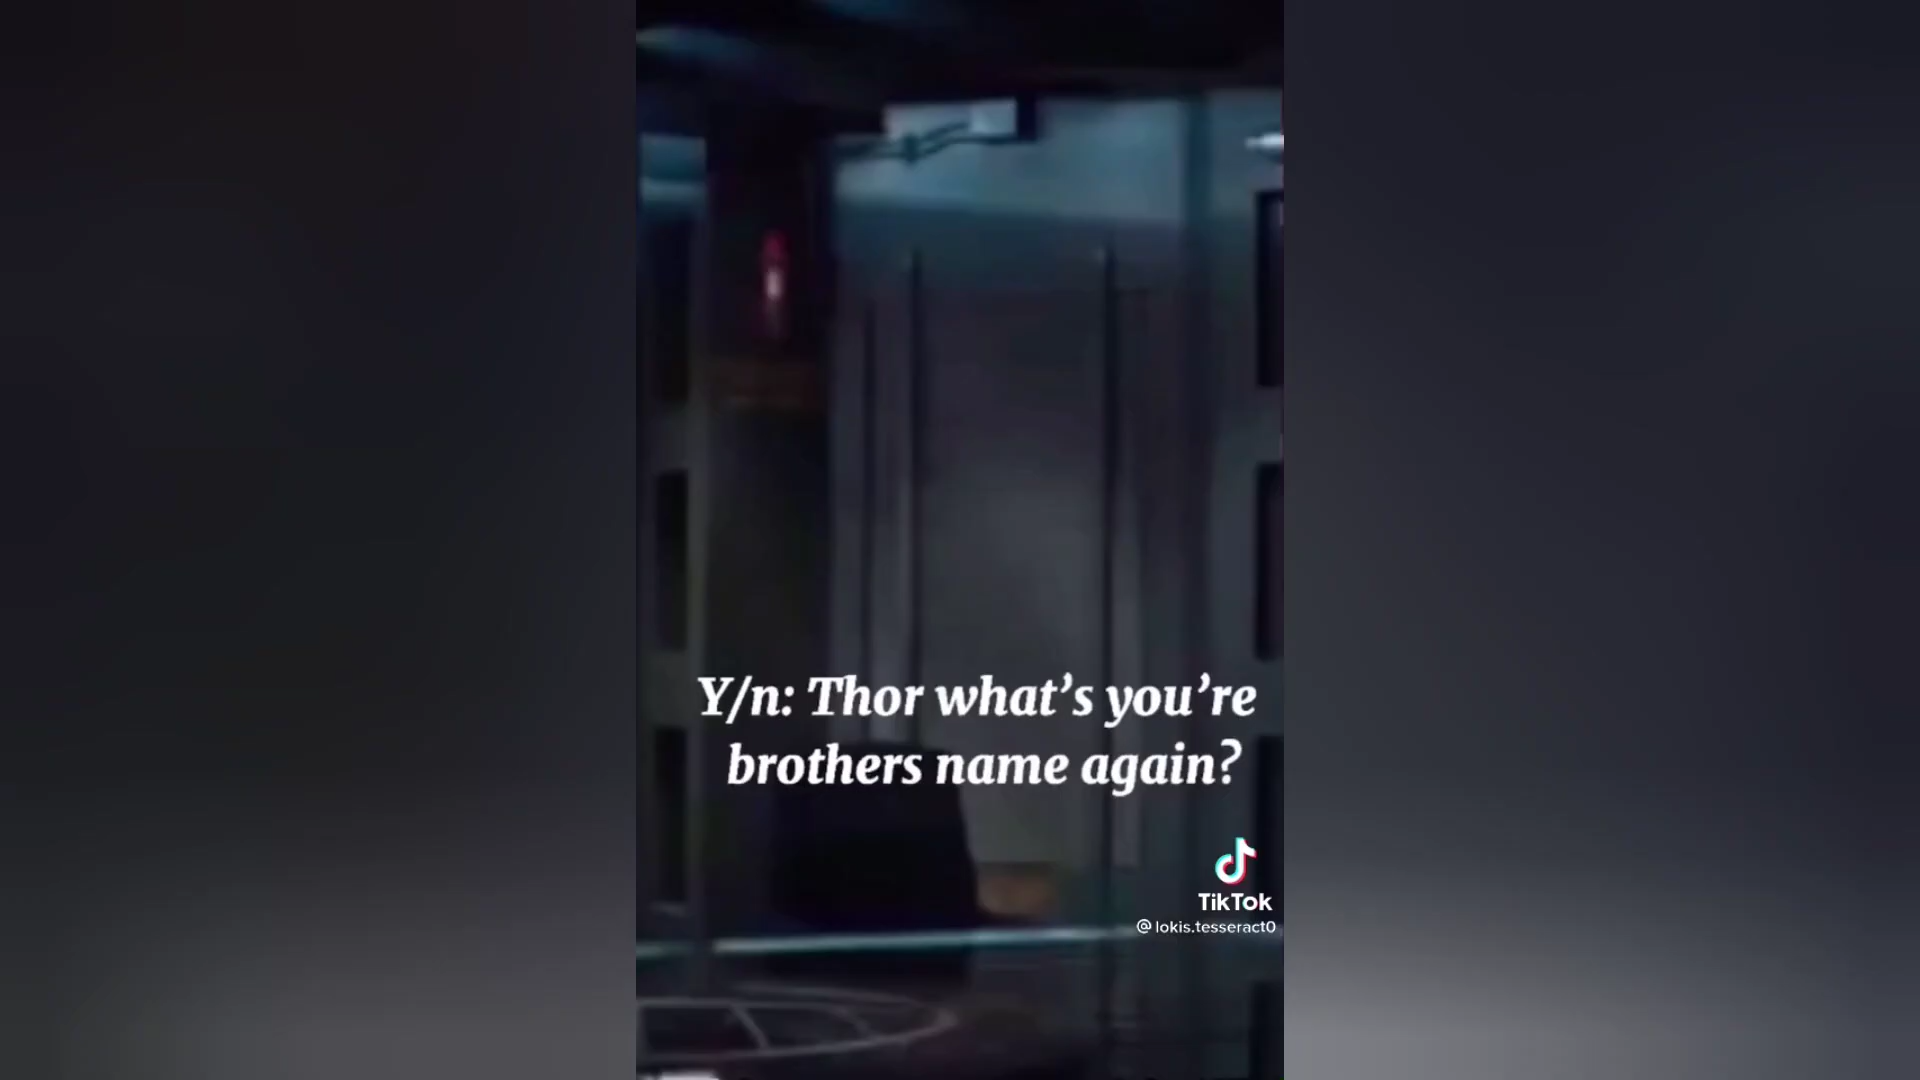 Y/n: Thor what’s you’re
brothers name again?
TikTok
@lokis.tesseract0